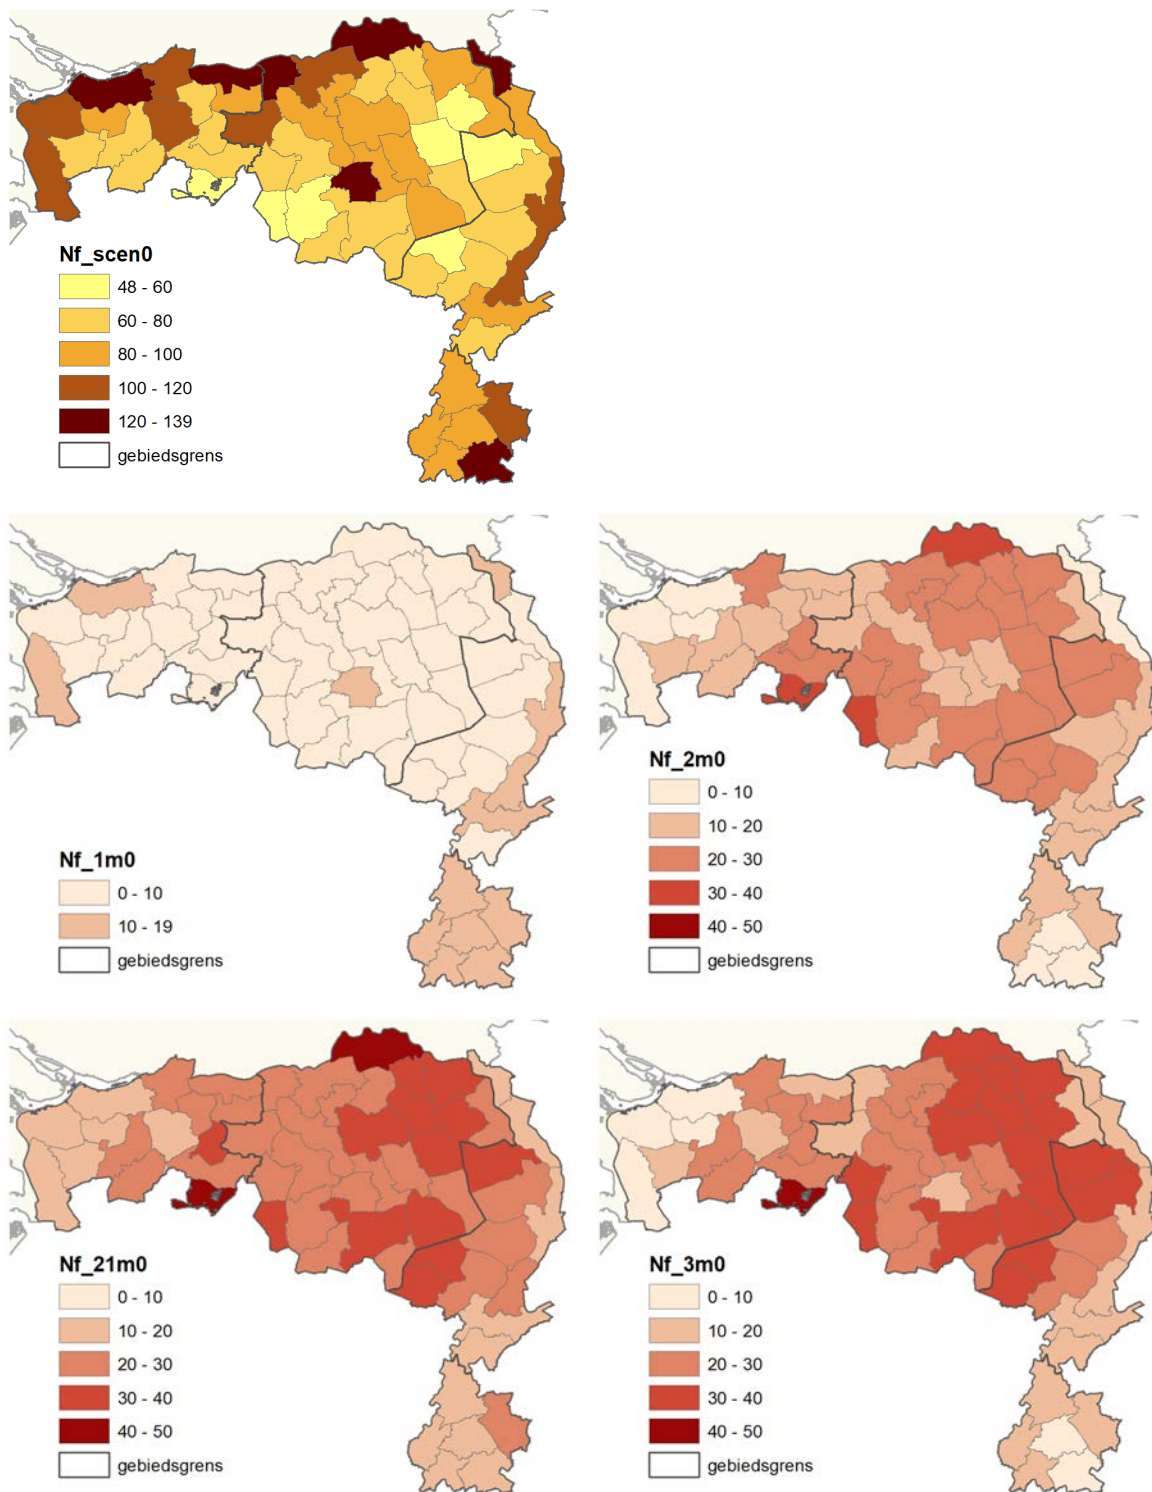 Nf_scen0
48 - 60
60 - 80
80 - 100
100 - 120
120 - 139
gebiedsgrens
Nf_1m0
0 - 10
10 - 19
gebiedsgrens
Nf_2m0
0 - 10
10 - 20
20 - 30
30 - 40
40 - 50
gebiedsgrens
Nf_21m0
0 - 10
10 - 20
20 - 30
30 - 40
40 - 50
gebiedsgrens
Nf_3m0
0 - 10
10 - 20
20 - 30
30 - 40
40 - 50
gebiedsgrens